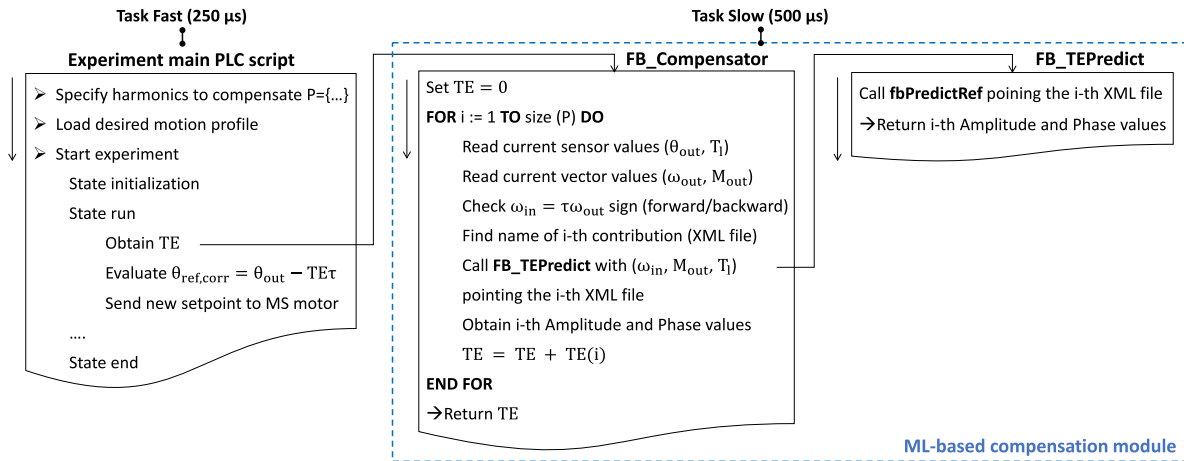 Task Fast (250 µs)
Experiment main PLC script
➢ Specify harmonics to compensate P={…}
➢ Load desired motion profile
➢ Start experiment
State initialization
State run
Obtain TE
Evaluate θref,corr = θout − TEτ
Send new setpoint to MS motor
....
State end
Task Slow (500 µs)
FB_Compensator
Set TE = 0
FOR i := 1 TO size (P) DO
Read current sensor values (θout, Tl)
Read current vector values (ωout, Mout)
Check ωin = τωout sign (forward/backward)
Find name of i-th contribution (XML file)
Call FB_TEPredict with (ωin, Mout, Tl)
pointing the i-th XML file
Obtain i-th Amplitude and Phase values
TE = TE + TE(i)
END FOR
→Return TE
FB_TEPredict
Call fbPredictRef poining the i-th XML file
→Return i-th Amplitude and Phase values
ML-based compensation module